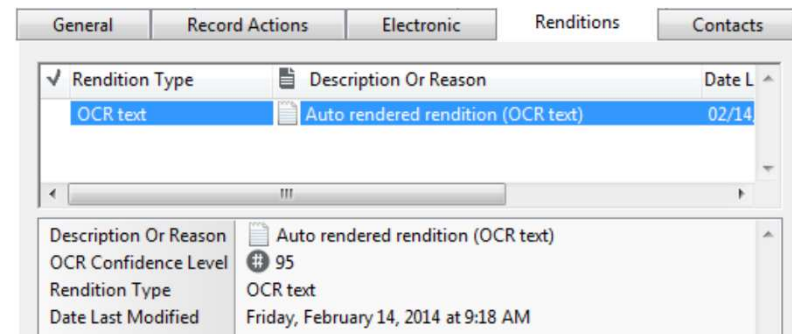 General Record Actions Electronic Renditions Contacts
Rendition Type Description Or Reason Date L
OCR text Auto rendered rendition (OCR text) 02/14,
Description Or Reason Auto rendered rendition (OCR text)
OCR Confidence Level # 95
Rendition Type OCR text
Date Last Modified Friday, February 14, 2014 at 9:18 AM